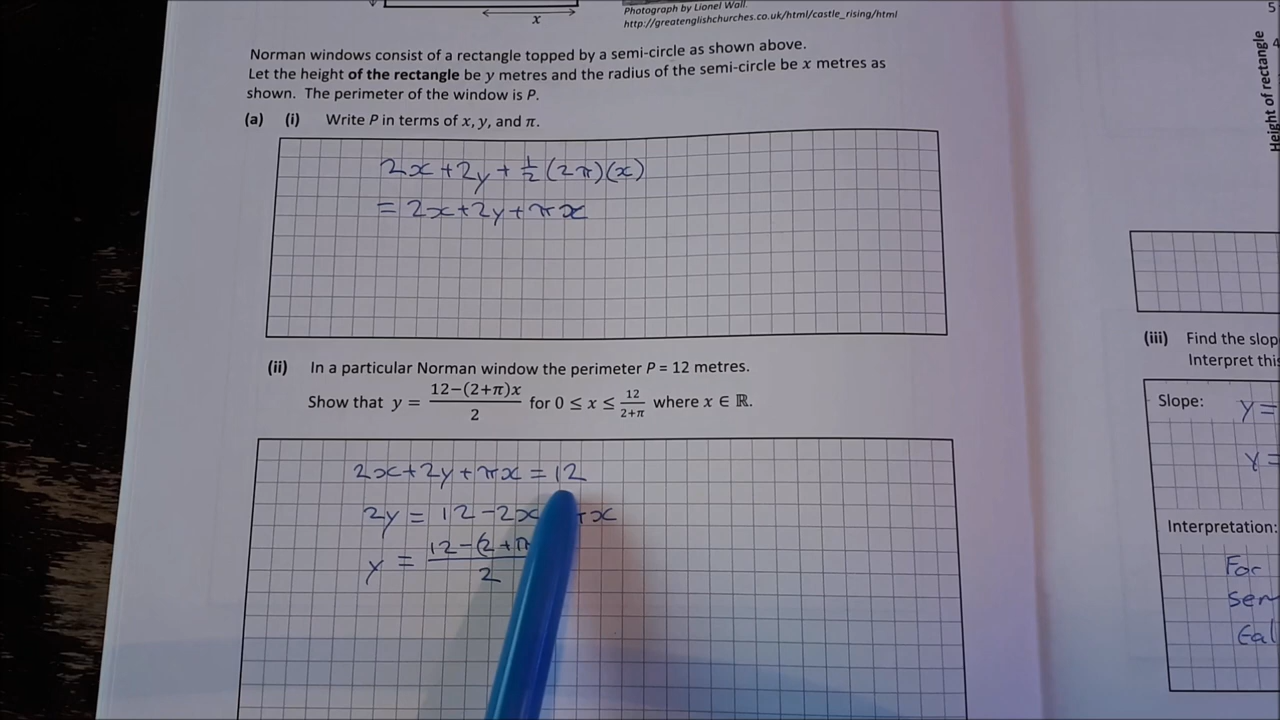 x
Photograph by Lionel Wall.
http://greatenglishchurches.co.uk/html/castle_rising/html
Norman windows consist of a rectangle topped by a semi-circle as shown above.
Let the height of the rectangle be y metres and the radius of the semi-circle be x metres as
shown. The perimeter of the window is P.
(a) (i) Write P in terms of x, y, and π.
2x + 2y + 1/2 (2π)(x)
= 2x + 2y + πx
(ii) In a particular Norman window the perimeter P = 12 metres.
Show that y = 12−(2+π)x / 2 for 0 ≤ x ≤ 12 / 2+π where x ∈ ℝ.
2x + 2y + πx = 12
2y = 12 - 2x x
y = 12 - (2 + π / 2
5
4
Height of rectangle
(iii) Find the slop
Interpret this
Slope: y =
y =
Interpretation:
For